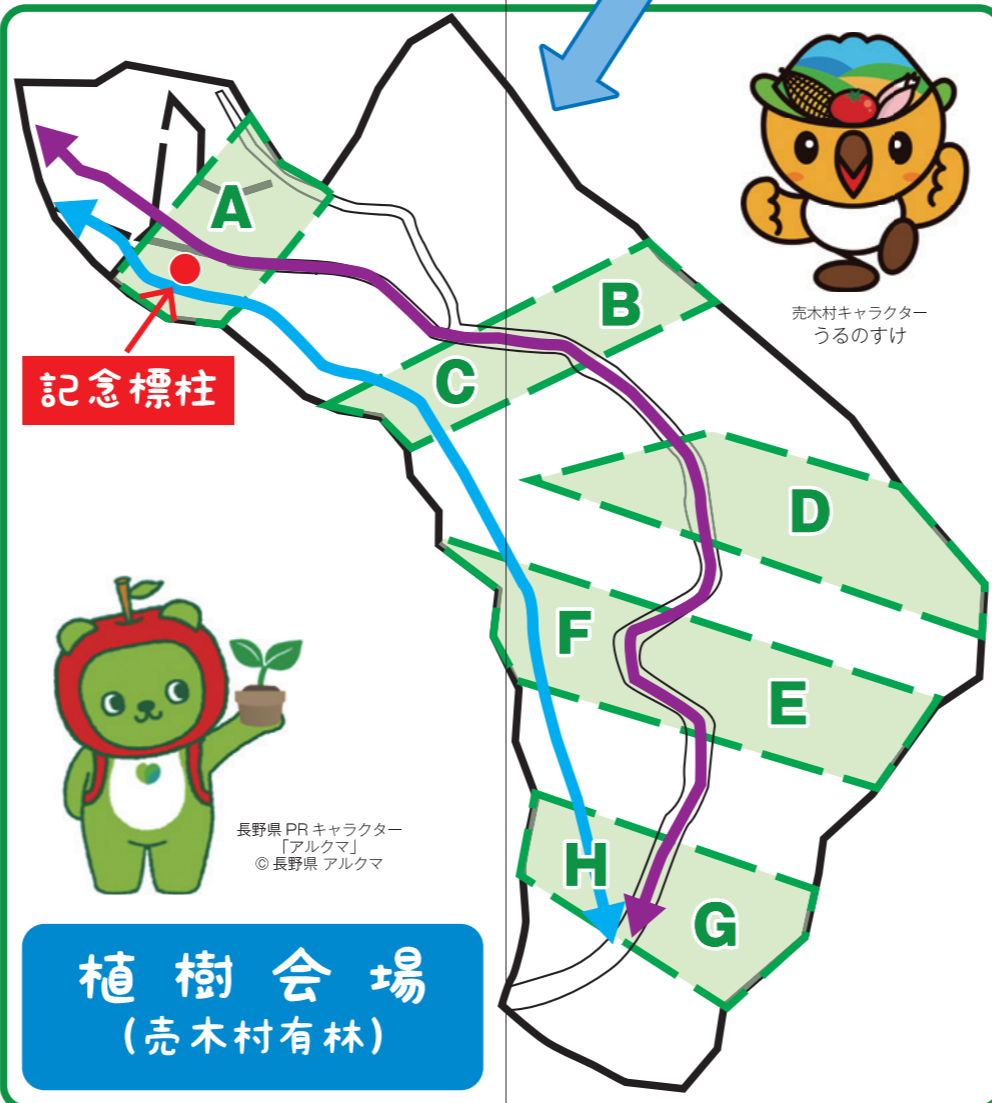 A
B
C
D
E
F
G
H
記念標柱
売木村キャラクター
うるのすけ
長野県 PR キャラクター
「アルクマ」
© 長野県 アルクマ
植樹会場
(売木村有林)